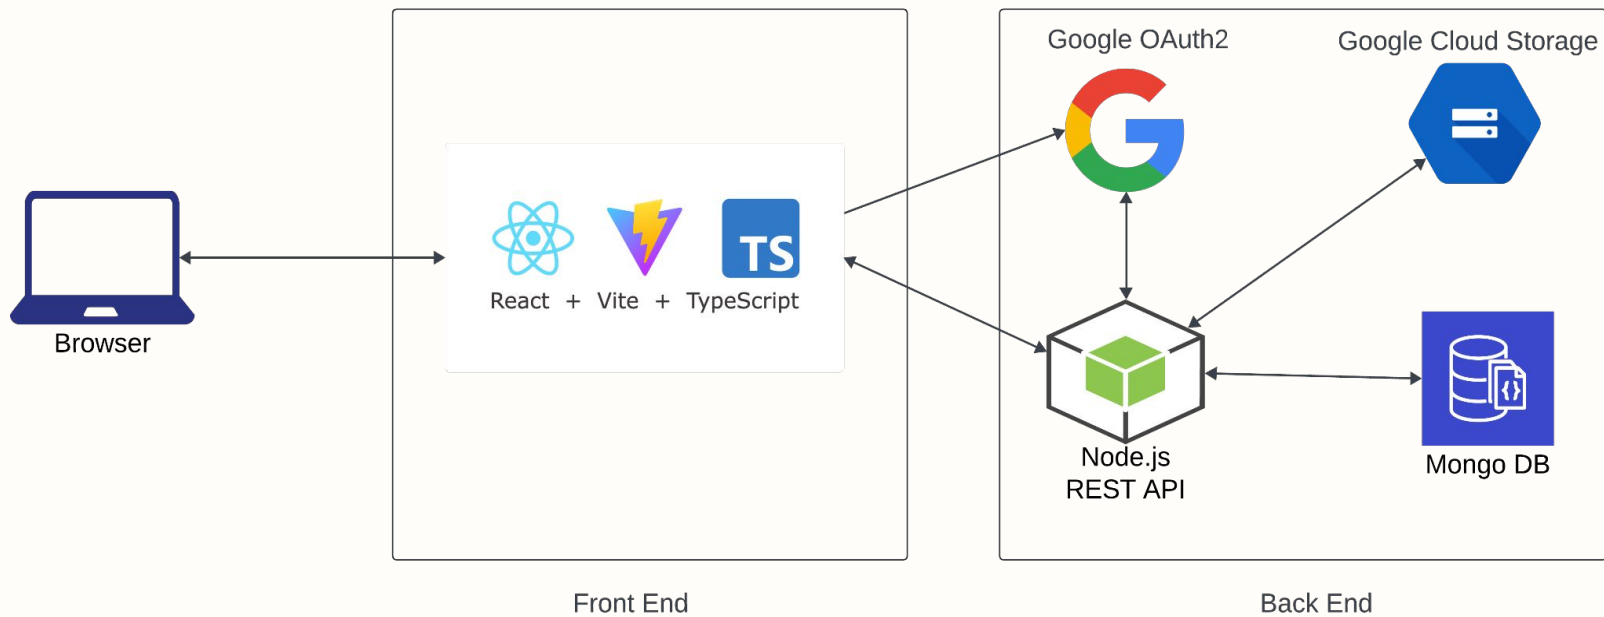 Google OAuth2
Google Cloud Storage
TS
React + Vite + TypeScript
Browser
{}
Node.js
REST API
Mongo DB
Front End
Back End